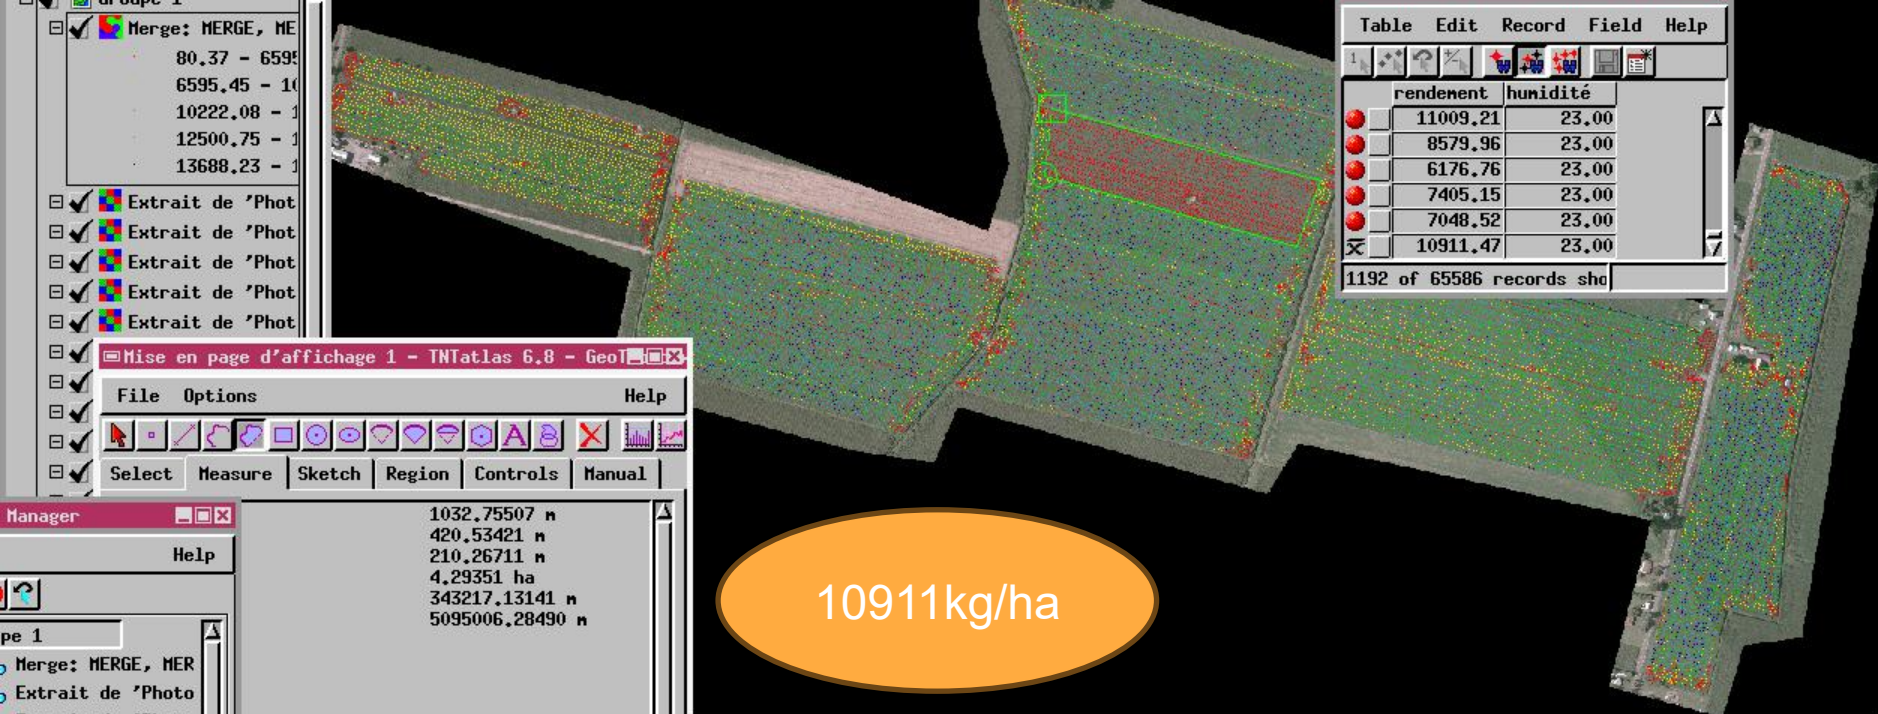 Groupe 1
Merge: MERGE, ME
80.37 - 6595
6595.45 - 1(
10222.08 - 1
12500.75 - 1
13688.23 - 1
Extrait de 'Phot
Extrait de 'Phot
Extrait de 'Phot
Extrait de 'Phot
Extrait de 'Phot
Mise en page d'affichage 1 - TNTatlas 6.8 - GeoT
File Options Help
Select Measure Sketch Region Controls Manual
1032.75507 m
420.53421 m
210.26711 m
4.29351 ha
343217.13141 m
5095006.28490 m
Manager
Help
pe 1
Merge: MERGE, MER
Extrait de 'Photo
Table Edit Record Field Help
rendement humidité
11009.21 23.00
8579.96 23.00
6176.76 23.00
7405.15 23.00
7048.52 23.00
x 10911.47 23.00
1192 of 65586 records sho
10911kg/ha